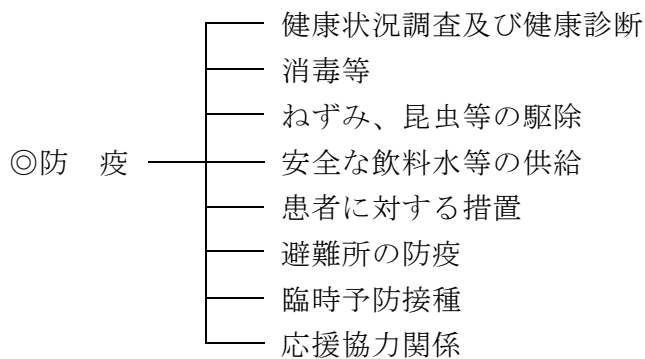 健康状況調査及び健康診断
消毒等
ねずみ、昆虫等の駆除
◎防　疫
安全な飲料水等の供給
患者に対する措置
避難所の防疫
臨時予防接種
応援協力関係